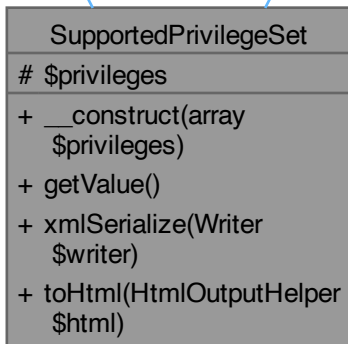 SupportedPrivilegeSet
# $privileges
+ __construct(array
$privileges)
+ getValue()
+ xmlSerialize(Writer
$writer)
+ toHtml(HtmlOutputHelper
$html)